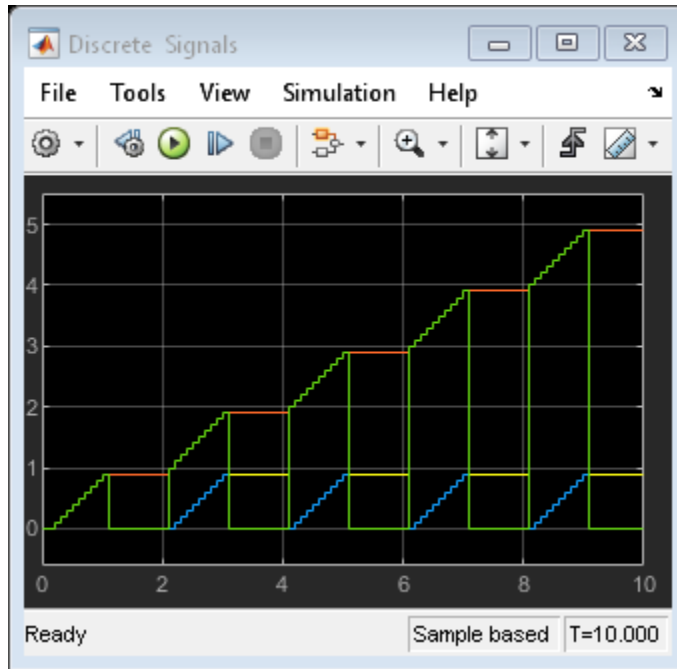 Discrete Signals
File Tools View Simulation Help
5
4
3
2
1
0
0 2 4 6 8 10
Ready Sample based T=10.000